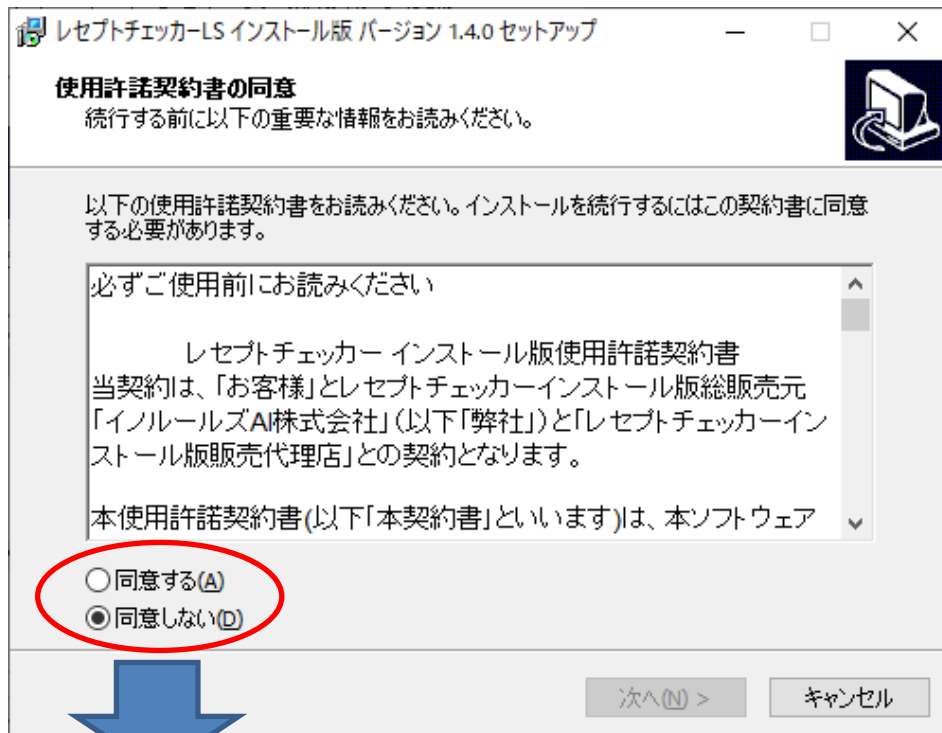 レセプトチェッカーLS インストール版 バージョン 1.4.0 セットアップ
使用許諾契約書の同意
続行する前に以下の重要な情報をお読みください。
以下の使用許諾契約書をお読みください。インストールを続行するにはこの契約書に同意
する必要があります。
必ずご使用前にお読みください
レセプトチェッカー インストール版使用許諾契約書
当契約は、「お客様」とレセプトチェッカーインストール版総販売元
「イノルールズAI株式会社」(以下「弊社」)と「レセプトチェッカーイン
ストール版販売代理店」との契約となります。
本使用許諾契約書(以下「本契約書」といいます)は、本ソフトウェア
同意する(A)
同意しない(D)
次へ(N) >
キャンセル